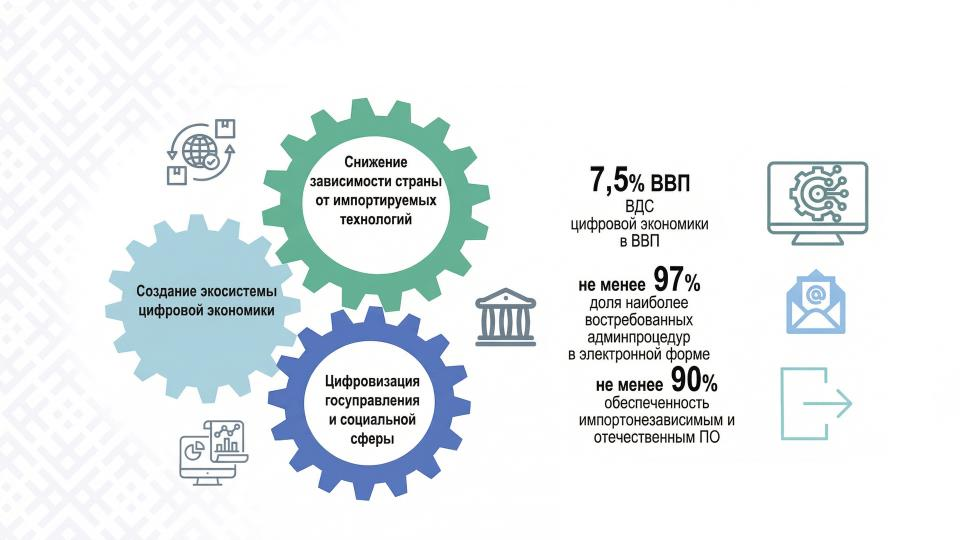 Снижение
зависимости страны
от импортируемых
технологий
Создание экосистемы
цифровой экономики
Цифровизация
госуправления
и социальной
сферы
7,5% ВВП
ВДС
цифровой экономики
в ВВП
не менее 97%
доля наиболее
востребованных
админпроцедур
в электронной форме
не менее 90%
обеспеченность
импортонезависимым и
отечественным ПО